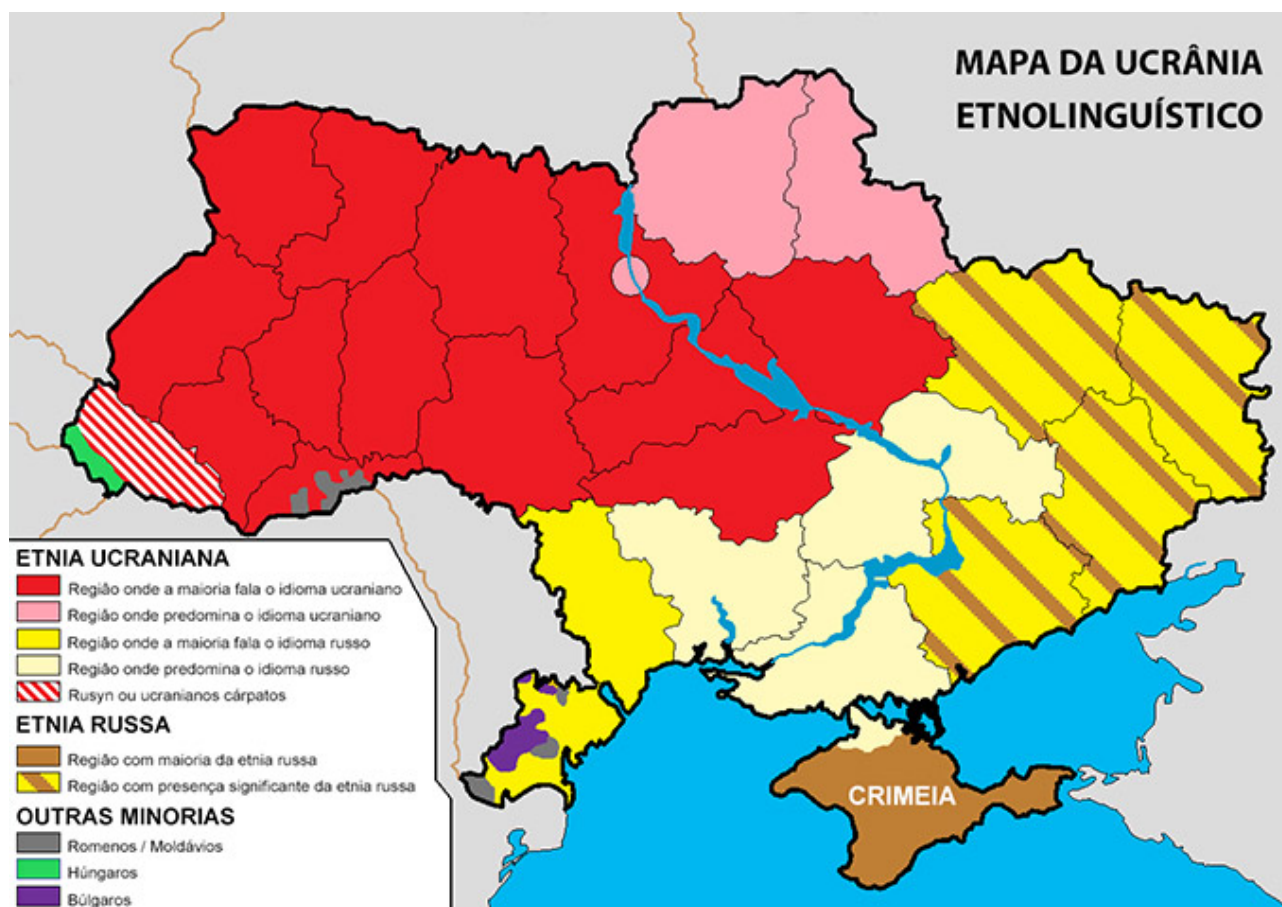 MAPA DA UCRÂNIA
ETNOLINGUÍSTICO
CRIMEIA
ETNIA UCRANIANA
Região onde a maioria fala o idioma ucraniano
Região onde predomina o idioma ucraniano
Região onde a maioria fala o idioma russo
Região onde predomina o idioma russo
Rusyn ou ucranianos cárpatos
ETNIA RUSSA
Região com maioria da etnia russa
Região com presença significante da etnia russa
OUTRAS MINORIAS
Romenos / Moldávios
Húngaros
Búlgaros